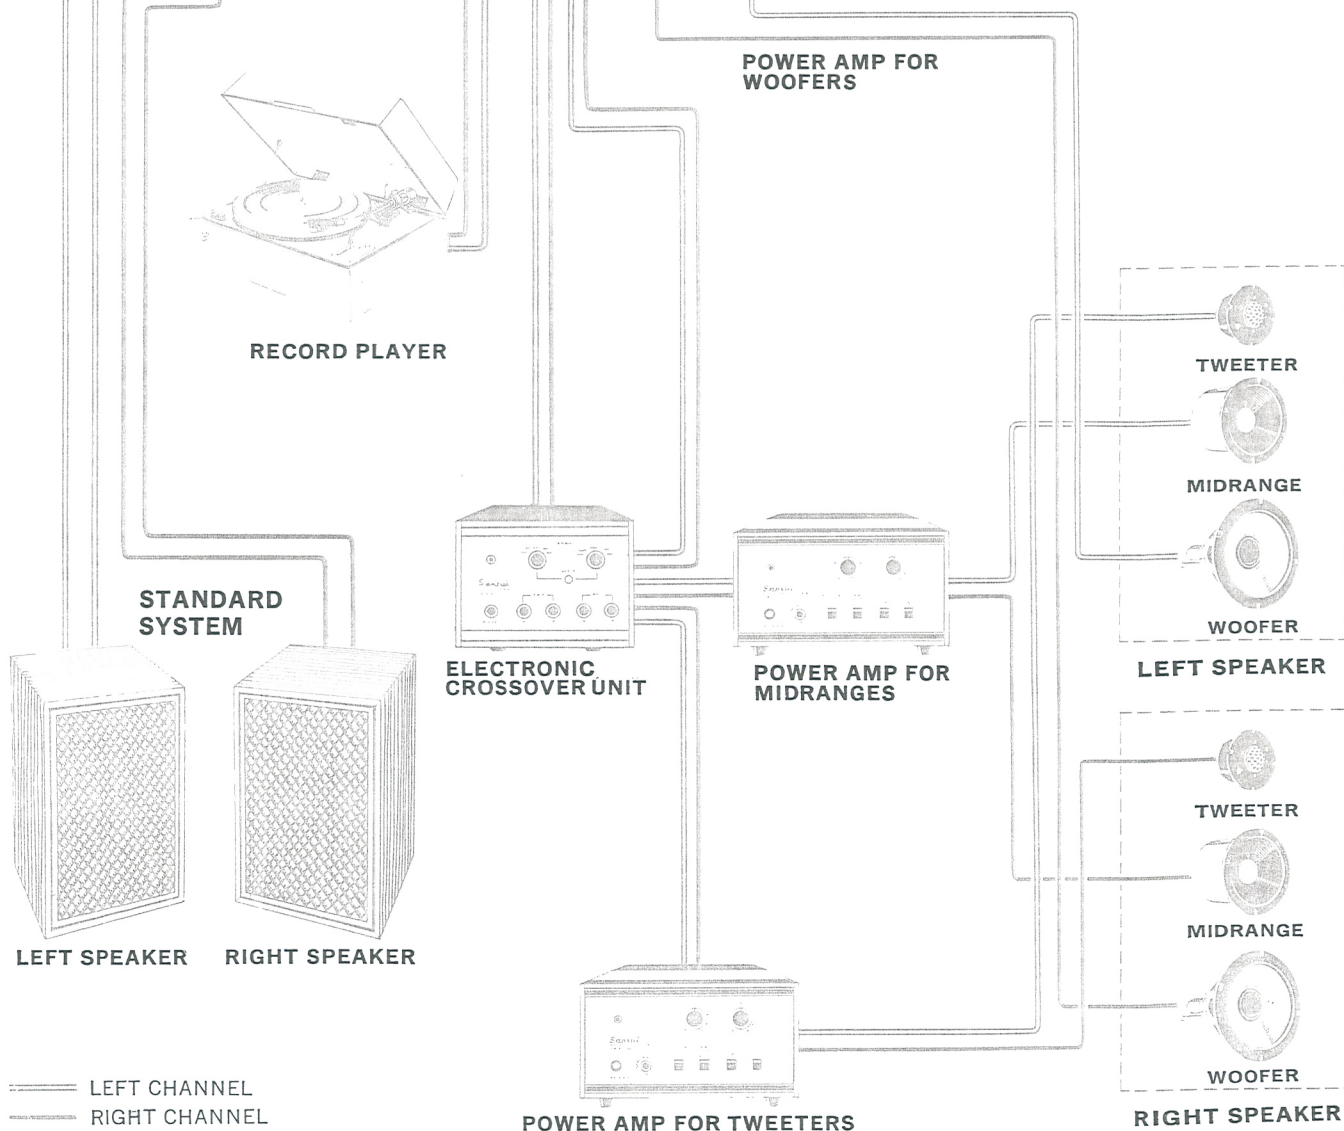 POWER AMP FOR
WOOFERS
RECORD PLAYER
TWEETER
MIDRANGE
WOOFER
LEFT SPEAKER
STANDARD
SYSTEM
ELECTRONIC
CROSSOVER UNIT
POWER AMP FOR
MIDRANGES
TWEETER
MIDRANGE
WOOFER
RIGHT SPEAKER
LEFT SPEAKER
RIGHT SPEAKER
Sansui
LEFT CHANNEL
RIGHT CHANNEL
POWER AMP FOR TWEETERS